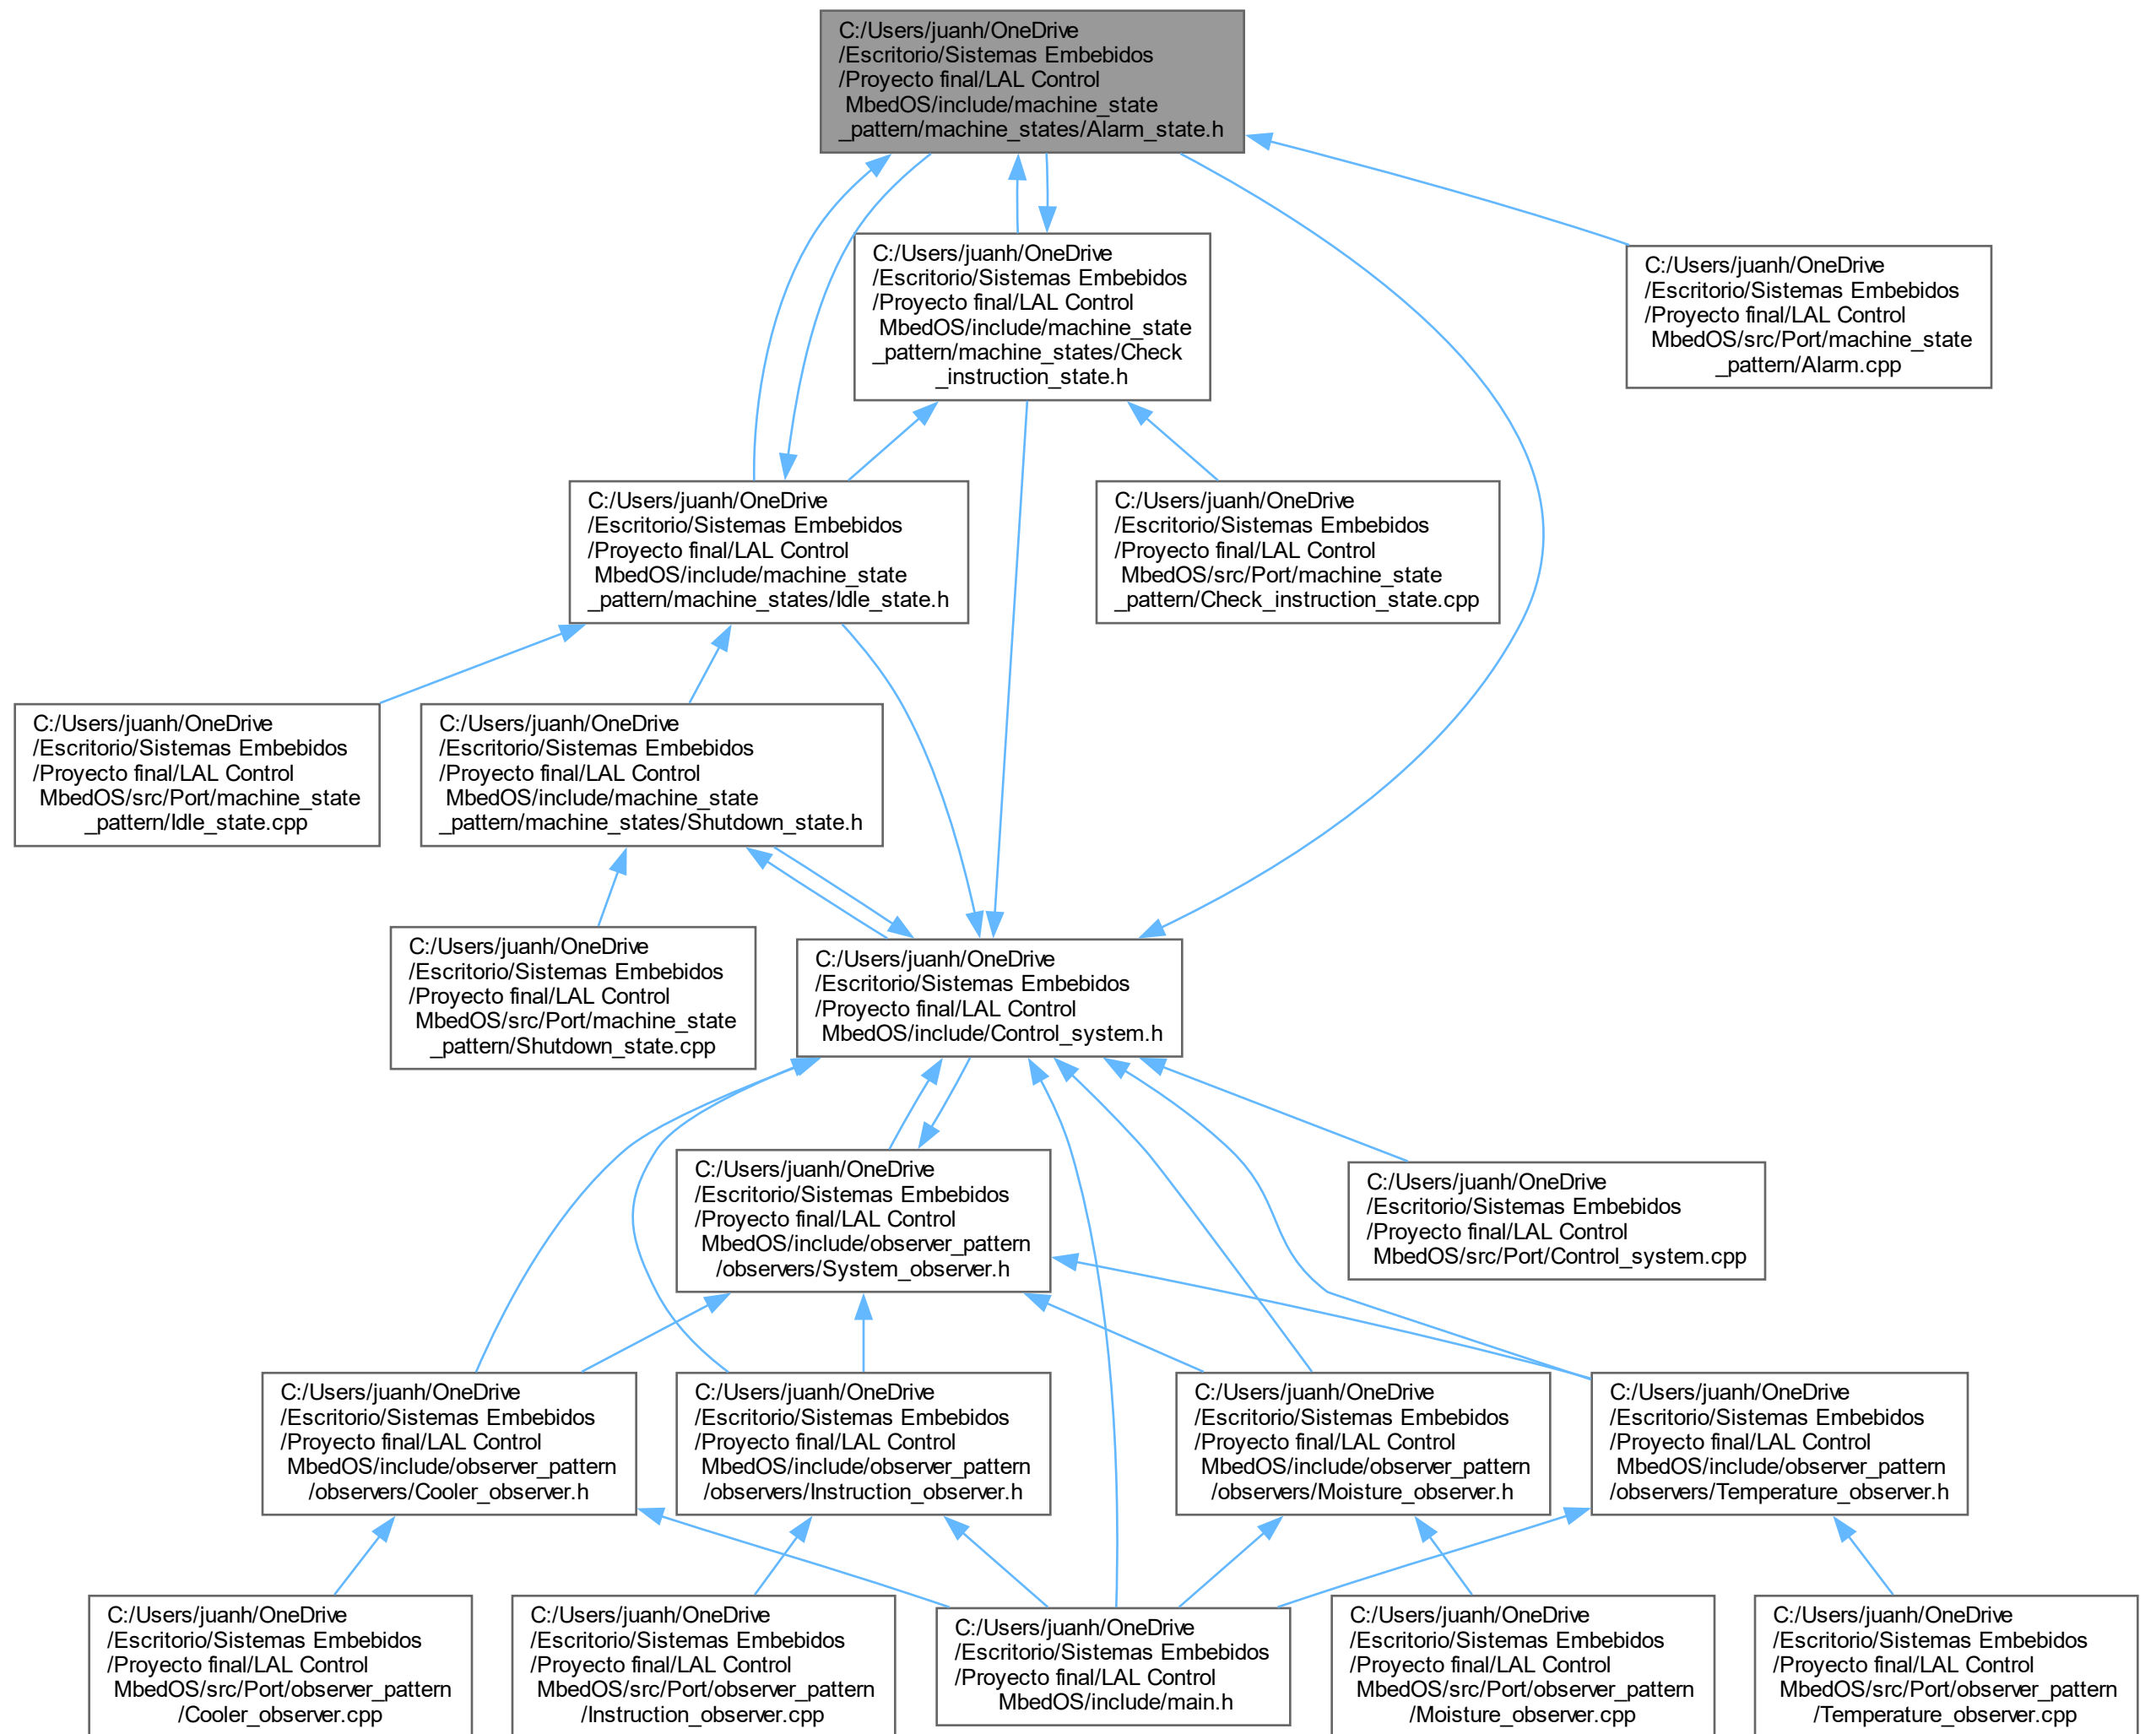 C:/Users/juanh/OneDrive
/Escritorio/Sistemas Embebidos
/Proyecto final/LAL Control
MbedOS/include/machine_state
_pattern/machine_states/Alarm_state.h
C:/Users/juanh/OneDrive
/Escritorio/Sistemas Embebidos
/Proyecto final/LAL Control
MbedOS/include/machine_state
_pattern/machine_states/Check
_instruction_state.h
C:/Users/juanh/OneDrive
/Escritorio/Sistemas Embebidos
/Proyecto final/LAL Control
MbedOS/src/Port/machine_state
_pattern/Alarm.cpp
C:/Users/juanh/OneDrive
/Escritorio/Sistemas Embebidos
/Proyecto final/LAL Control
MbedOS/include/machine_state
_pattern/machine_states/Idle_state.h
C:/Users/juanh/OneDrive
/Escritorio/Sistemas Embebidos
/Proyecto final/LAL Control
MbedOS/src/Port/machine_state
_pattern/Check_instruction_state.cpp
C:/Users/juanh/OneDrive
/Escritorio/Sistemas Embebidos
/Proyecto final/LAL Control
MbedOS/src/Port/machine_state
_pattern/Idle_state.cpp
C:/Users/juanh/OneDrive
/Escritorio/Sistemas Embebidos
/Proyecto final/LAL Control
MbedOS/include/machine_state
_pattern/machine_states/Shutdown_state.h
C:/Users/juanh/OneDrive
/Escritorio/Sistemas Embebidos
/Proyecto final/LAL Control
MbedOS/src/Port/machine_state
_pattern/Shutdown_state.cpp
C:/Users/juanh/OneDrive
/Escritorio/Sistemas Embebidos
/Proyecto final/LAL Control
MbedOS/include/Control_system.h
C:/Users/juanh/OneDrive
/Escritorio/Sistemas Embebidos
/Proyecto final/LAL Control
MbedOS/include/observer_pattern
/observers/System_observer.h
C:/Users/juanh/OneDrive
/Escritorio/Sistemas Embebidos
/Proyecto final/LAL Control
MbedOS/src/Port/Control_system.cpp
C:/Users/juanh/OneDrive
/Escritorio/Sistemas Embebidos
/Proyecto final/LAL Control
MbedOS/include/observer_pattern
/observers/Cooler_observer.h
C:/Users/juanh/OneDrive
/Escritorio/Sistemas Embebidos
/Proyecto final/LAL Control
MbedOS/include/observer_pattern
/observers/Instruction_observer.h
C:/Users/juanh/OneDrive
/Escritorio/Sistemas Embebidos
/Proyecto final/LAL Control
MbedOS/include/observer_pattern
/observers/Moisture_observer.h
C:/Users/juanh/OneDrive
/Escritorio/Sistemas Embebidos
/Proyecto final/LAL Control
MbedOS/include/observer_pattern
/observers/Temperature_observer.h
C:/Users/juanh/OneDrive
/Escritorio/Sistemas Embebidos
/Proyecto final/LAL Control
MbedOS/src/Port/observer_pattern
/Cooler_observer.cpp
C:/Users/juanh/OneDrive
/Escritorio/Sistemas Embebidos
/Proyecto final/LAL Control
MbedOS/src/Port/observer_pattern
/Instruction_observer.cpp
C:/Users/juanh/OneDrive
/Escritorio/Sistemas Embebidos
/Proyecto final/LAL Control
MbedOS/include/main.h
C:/Users/juanh/OneDrive
/Escritorio/Sistemas Embebidos
/Proyecto final/LAL Control
MbedOS/src/Port/observer_pattern
/Moisture_observer.cpp
C:/Users/juanh/OneDrive
/Escritorio/Sistemas Embebidos
/Proyecto final/LAL Control
MbedOS/src/Port/observer_pattern
/Temperature_observer.cpp